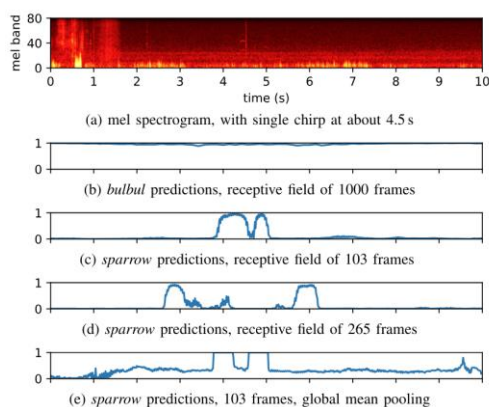 80
60
40
20
0
mel band
0 1 2 3 4 5 6 7 8 9 10
time (s)
(a) mel spectrogram, with single chirp at about 4.5 s
1
0
(b) bulbul predictions, receptive field of 1000 frames
1
0
(c) sparrow predictions, receptive field of 103 frames
1
0
(d) sparrow predictions, receptive field of 265 frames
1
0
(e) sparrow predictions, 103 frames, global mean pooling